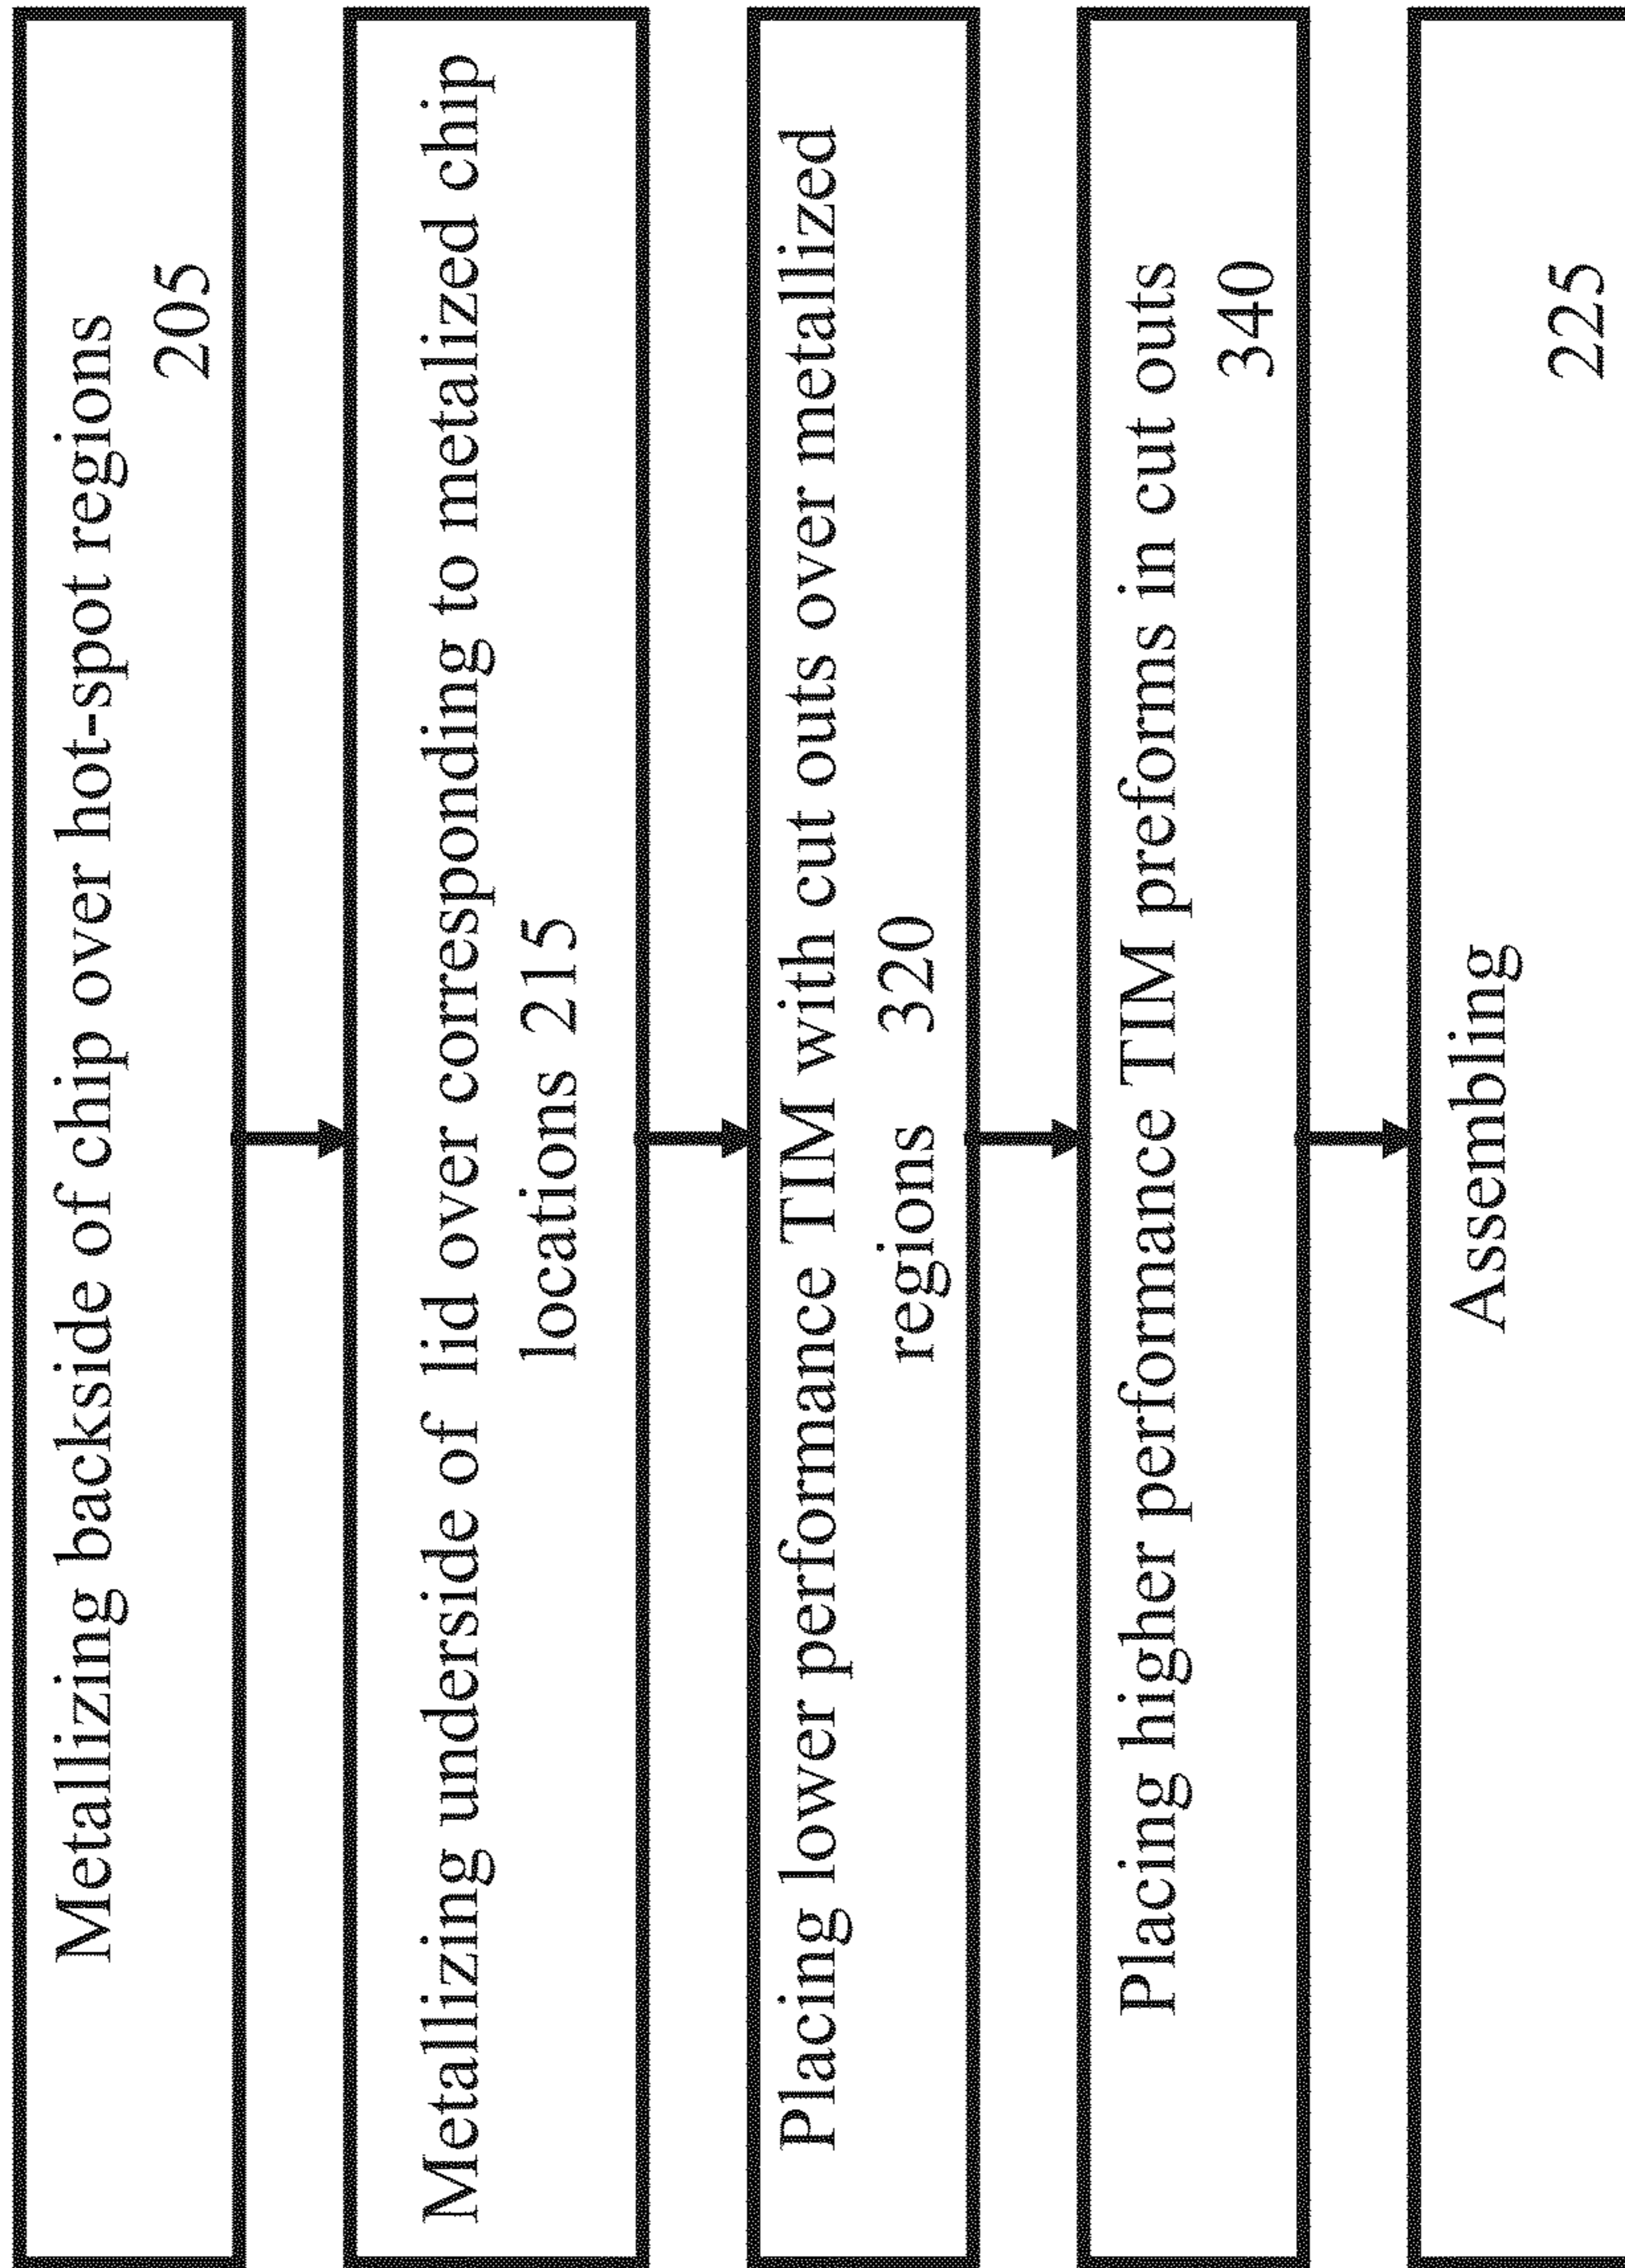 Metallizing backside of chip over hot-spot regions
205
Metallizing underside of lid over corresponding to metalized chip
locations 215
Placing lower performance TIM with cut outs over metallized
regions 320
Placing higher performance TIM preforms in cut outs
340
Assembling
225